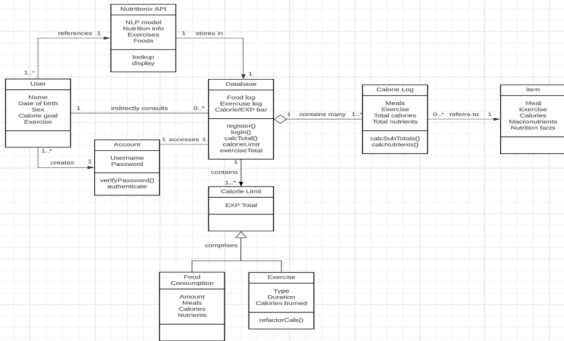 Nutritionix API
NLP model
Nutrition info
Exercises
Foods
lookup
display
references 1
1 stores in
1..*
1
User
Name
Date of birth
Sex
Calorie goal
Exercise
1 indirectly consults 0..*
Database
Food log
Exercuse log
Calorie/EXP bar
register()
login()
calcTotal()
calorieLimit
exerciseTotal
1 contains many 1..*
Calorie Log
Meals
Exercise
Total calories
Total nutrients
calcSubTotals()
calcNutrients()
0..* refers-to 1
item
Meal
Exercise
Calories
Macronutrients
Nutrition facts
1..*
creates 1
Account
Username
Password
verifyPassword()
authenticate
1 accesses 1
1
contains
1..*
Calorie Limit
EXP Total
comprises
Food
Consumption
Amount
Meals
Calories
Nutrients
Exercise
Type
Duration
Calories burned
refactorCals()